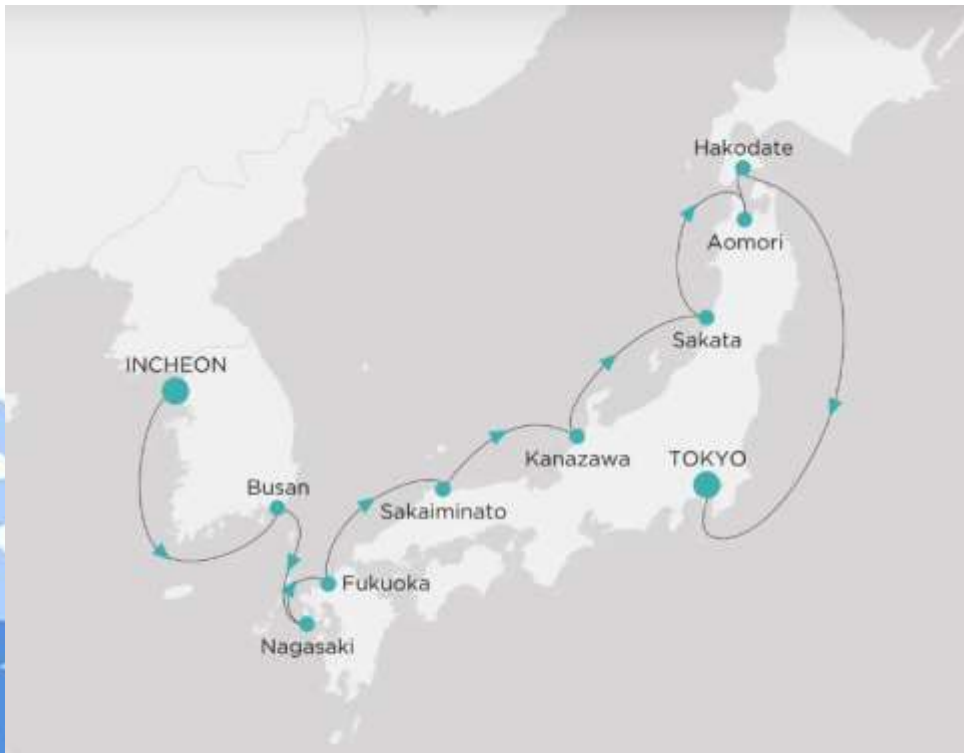 Hakodate
Aomori
Sakata
INCHEON
Kanazawa
TOKYO
Busan
Sakaiminato
Fukuoka
Nagasaki